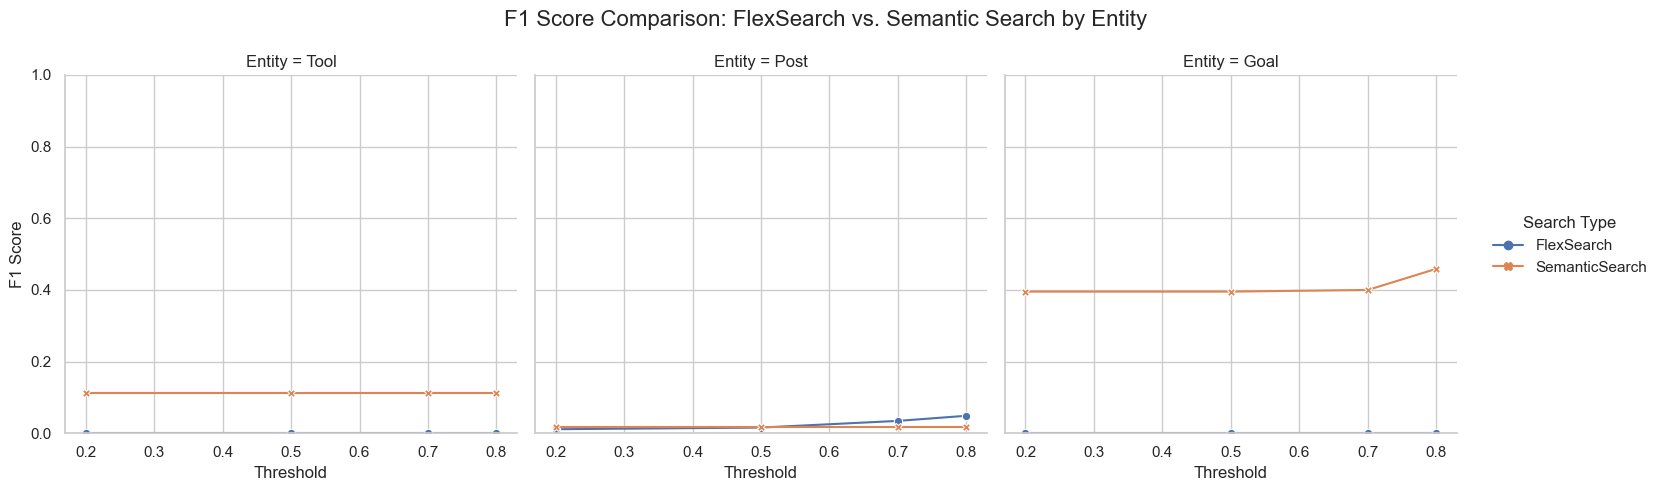 F1 Score Comparison: FlexSearch vs. Semantic Search by Entity
Entity = Tool
Entity = Post
Entity = Goal
F1 Score
1.0
0.8
0.6
0.4
0.2
0.0
0.2 0.3 0.4 0.5 0.6 0.7 0.8
0.2 0.3 0.4 0.5 0.6 0.7 0.8
0.2 0.3 0.4 0.5 0.6 0.7 0.8
Threshold
Threshold
Threshold
Search Type
FlexSearch
SemanticSearch